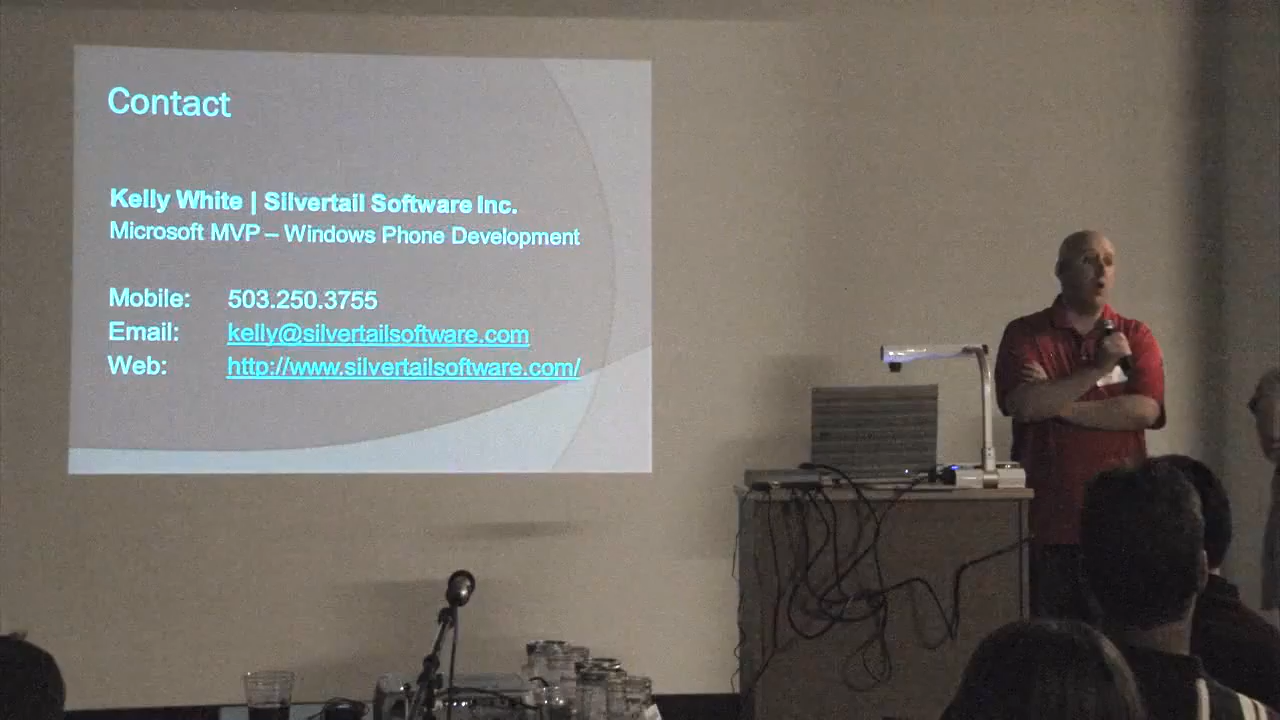 Contact
Kelly White | Silvertail Software Inc.
Microsoft MVP – Windows Phone Development
Mobile: 503.250.3755
Email: kelly@silvertailsoftware.com
Web: http://www.silvertailsoftware.com/